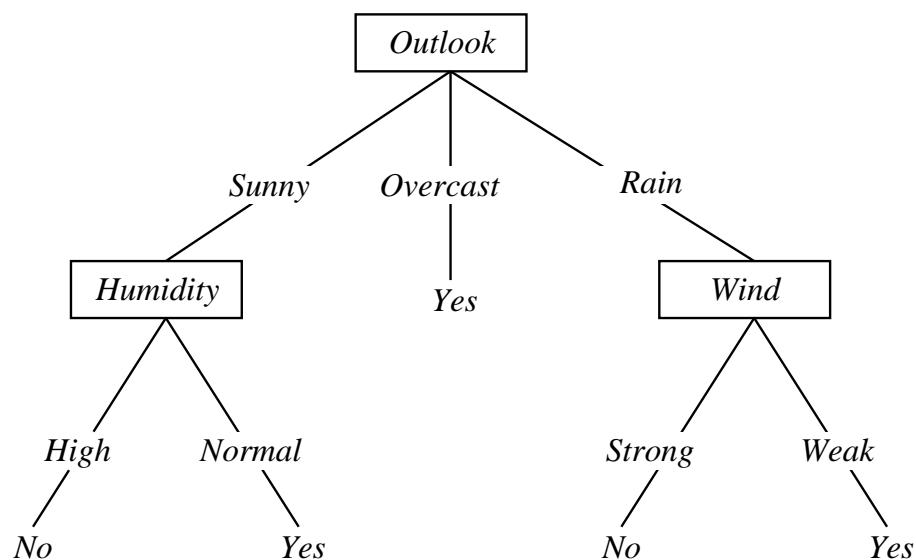 Outlook
Sunny Overcast Rain
Humidity Yes Wind
High Normal Strong Weak
No Yes No Yes